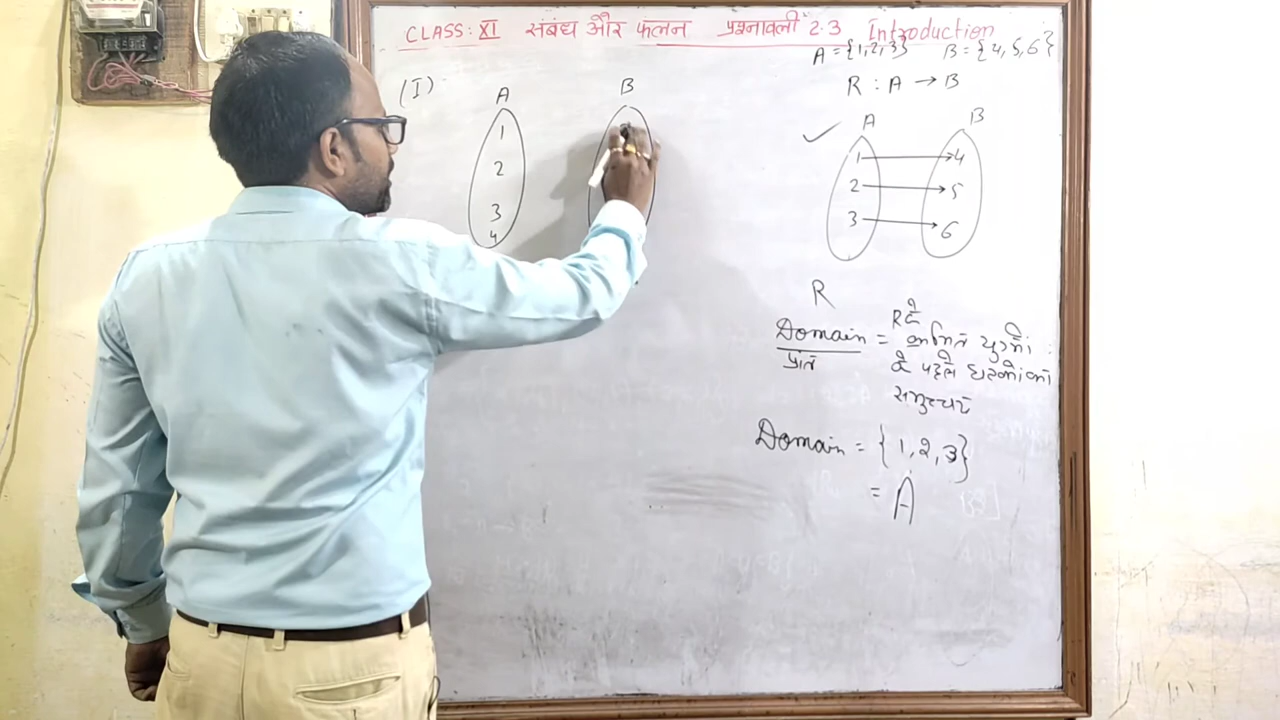 CLASS: XI संबंध और फलन प्रश्नावली 2.3 Introduction
A = {1,2,3} B = {4,5,6}
R : A → B
(I)
A B
1
2
3
4
A B
1 4
2 5
3 6
R
R के
Domain = क्रमित युग्मों
प्रांत के पहले घटकों का
समुच्चय
Domain = {1,2,3}
= A